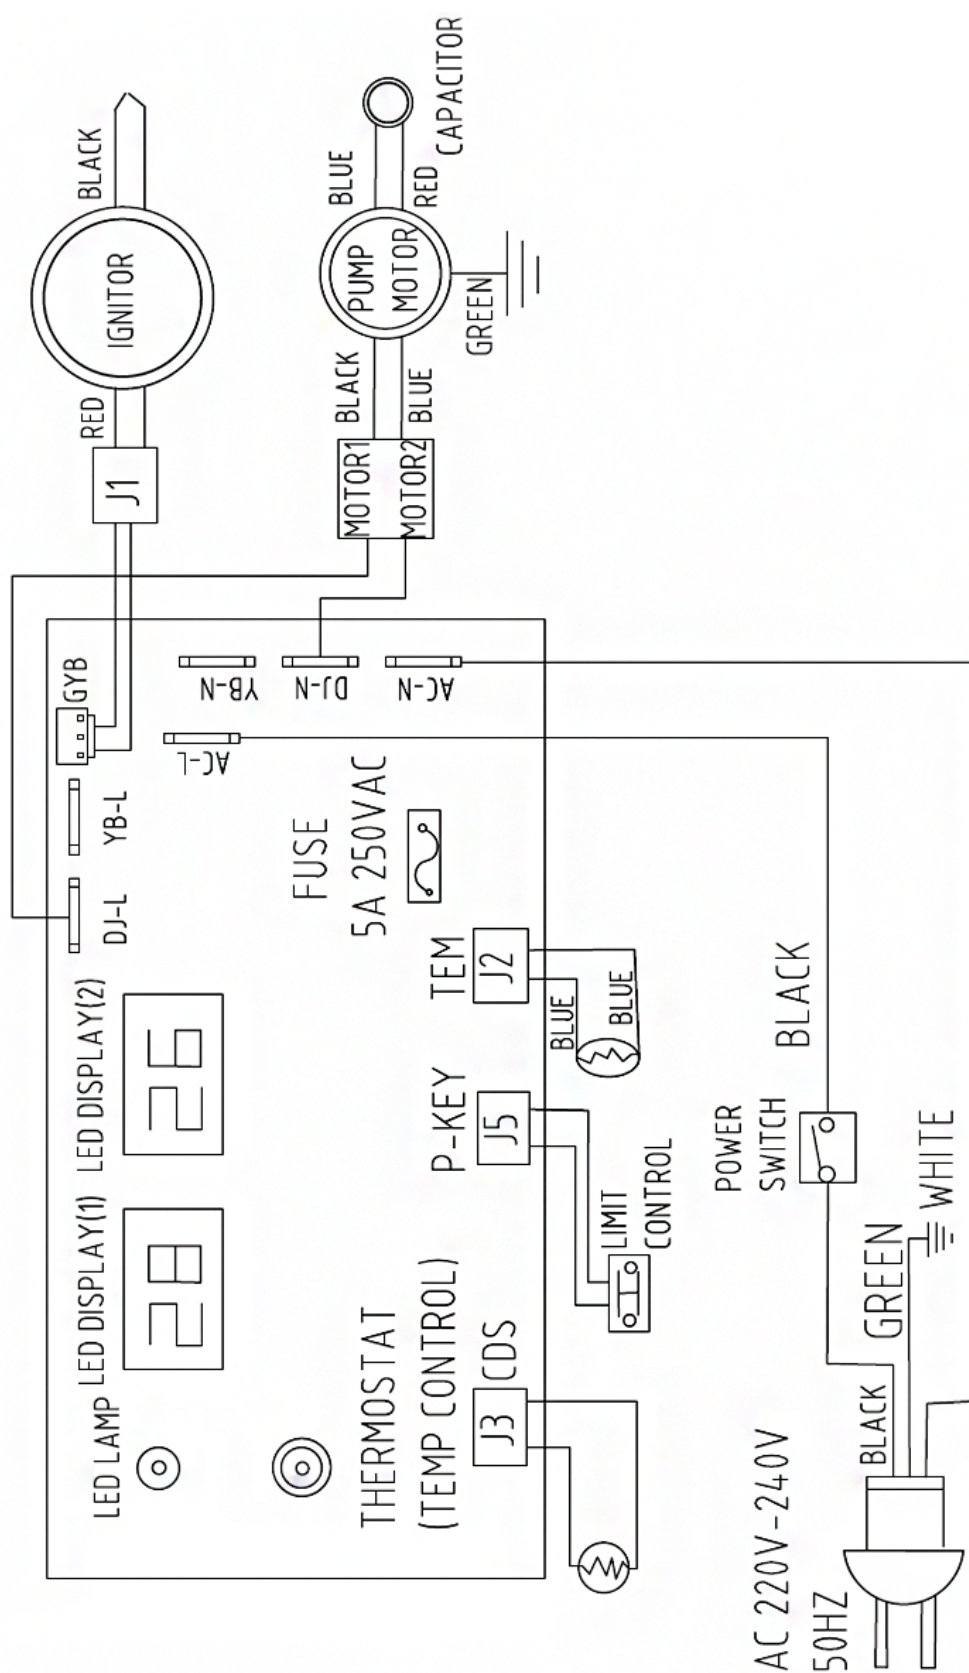 BLACK
IGNITOR
RED
J1
BLUE
CAPACITOR
RED
PUMP
MOTOR
GREEN
BLACK
BLUE
MOTOR1
MOTOR2
GYB
YB-L
DJ-L
YB-N
DJ-N
AC-N
AC-L
FUSE
5A 250VAC
LED DISPLAY(2)
26
LED DISPLAY(1)
28
LED LAMP
THERMOSTAT
(TEMP CONTROL)
TEM
J2
BLUE
BLUE
P-KEY
J5
LIMIT
CONTROL
CDS
J3
BLACK
POWER
SWITCH
WHITE
GREEN
BLACK
AC 220V-240V
50HZ